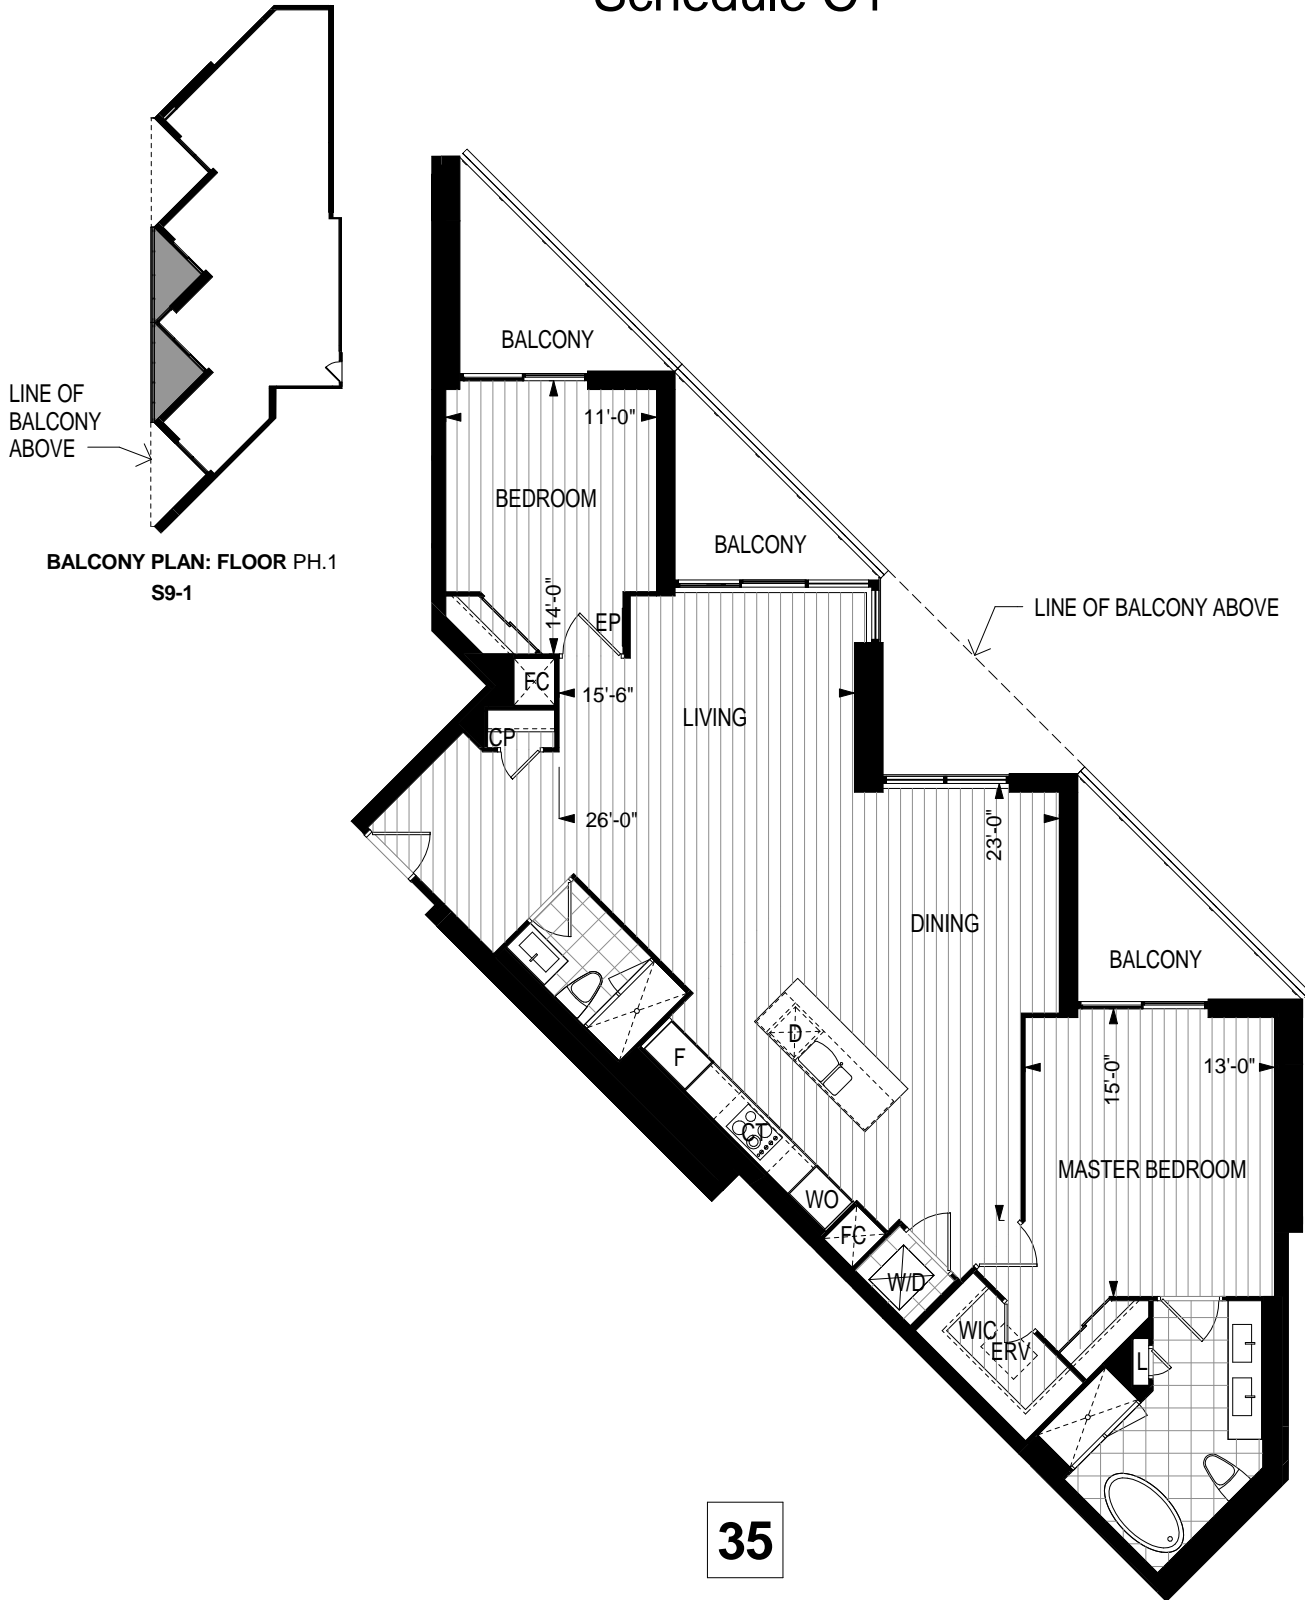 Schedule C1
LINE OF
BALCONY
ABOVE
BALCONY PLAN: FLOOR PH.1
S9-1
BALCONY
11'-0"
BEDROOM
14'-0"
EP
FC
BALCONY
LINE OF BALCONY ABOVE
15'-6"
LIVING
CP
26'-0"
23'-0"
DINING
BALCONY
D
F
CT
WO
FC
W/D
15'-0"
13'-0"
MASTER BEDROOM
WIC
ERV
L
35